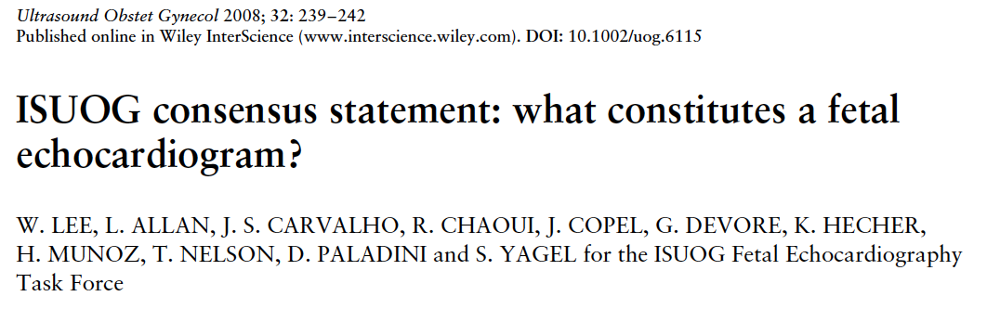 Ultrasound Obstet Gynecol 2008; 32: 239–242
Published online in Wiley InterScience (www.interscience.wiley.com). DOI: 10.1002/uog.6115
ISUOG consensus statement: what constitutes a fetal
echocardiogram?
W. LEE, L. ALLAN, J. S. CARVALHO, R. CHAOUI, J. COPEL, G. DEVORE, K. HECHER,
H. MUNOZ, T. NELSON, D. PALADINI and S. YAGEL for the ISUOG Fetal Echocardiography
Task Force